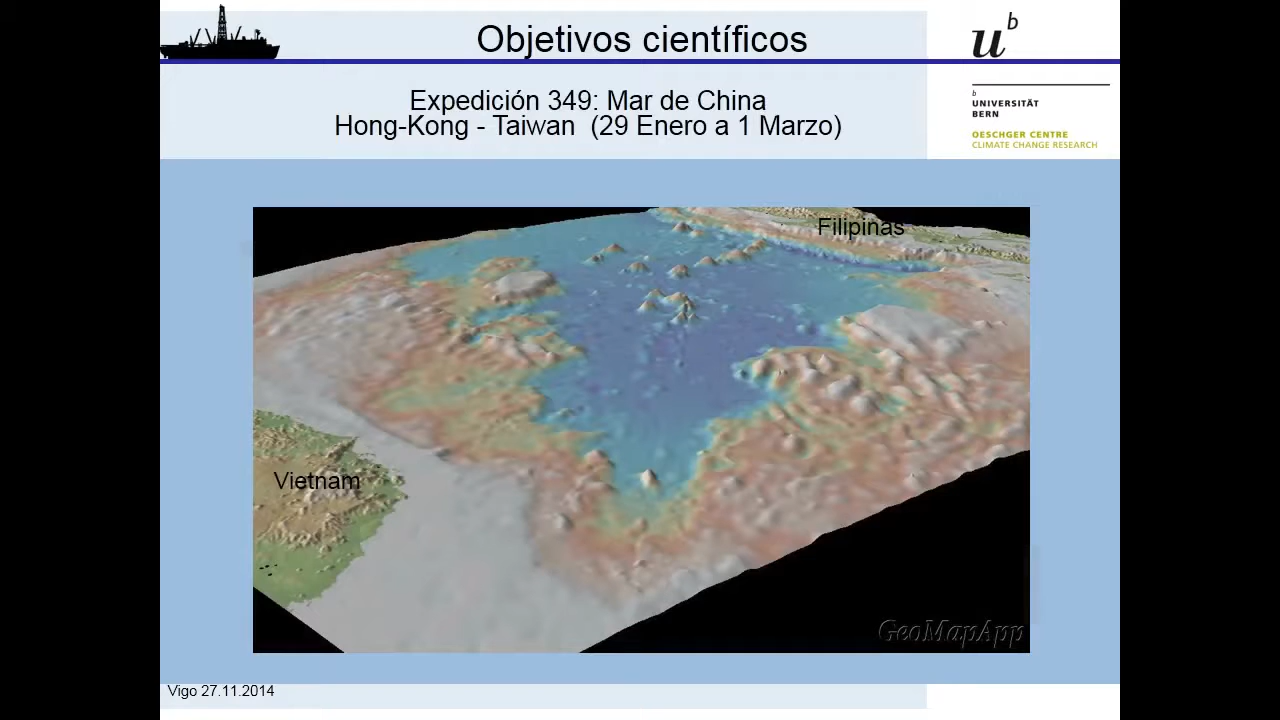 Objetivos científicos
Expedición 349: Mar de China
Hong-Kong - Taiwan (29 Enero a 1 Marzo)
u b
b
UNIVERSITÄT
BERN
OESCHGER CENTRE
CLIMATE CHANGE RESEARCH
Filipinas
Vietnam
GeoMapApp
Vigo 27.11.2014